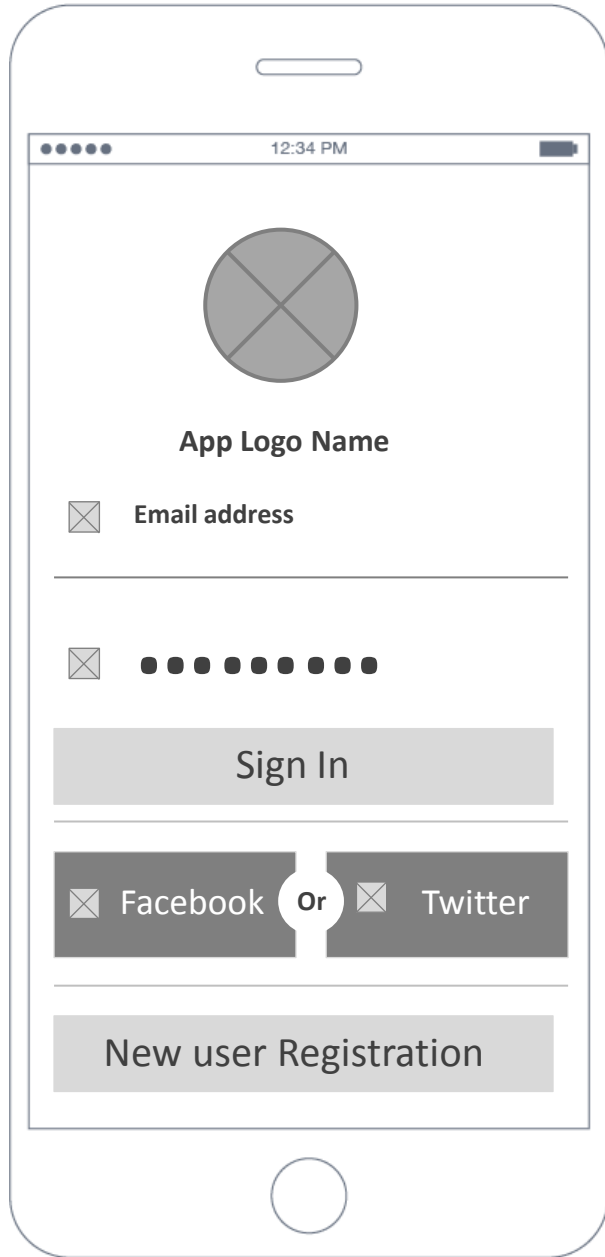 12:34 PM
App Logo Name
Email address
Sign In
Facebook Or Twitter
New user Registration